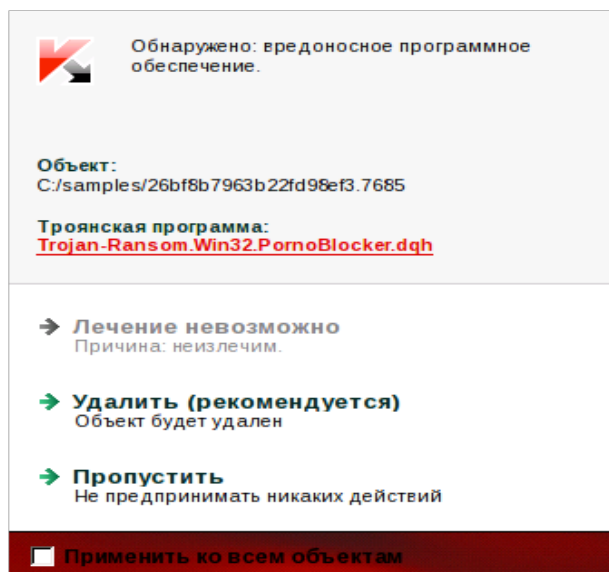 Обнаружено: вредоносное программное
обеспечение.
Объект:
C:/samples/26bf8b7963b22fd98ef3.7685
Троянская программа:
Trojan-Ransom.Win32.PornoBlocker.dqh
Лечение невозможно
Причина: неизлечим.
Удалить (рекомендуется)
Объект будет удален
Пропустить
Не предпринимать никаких действий
Применить ко всем объектам